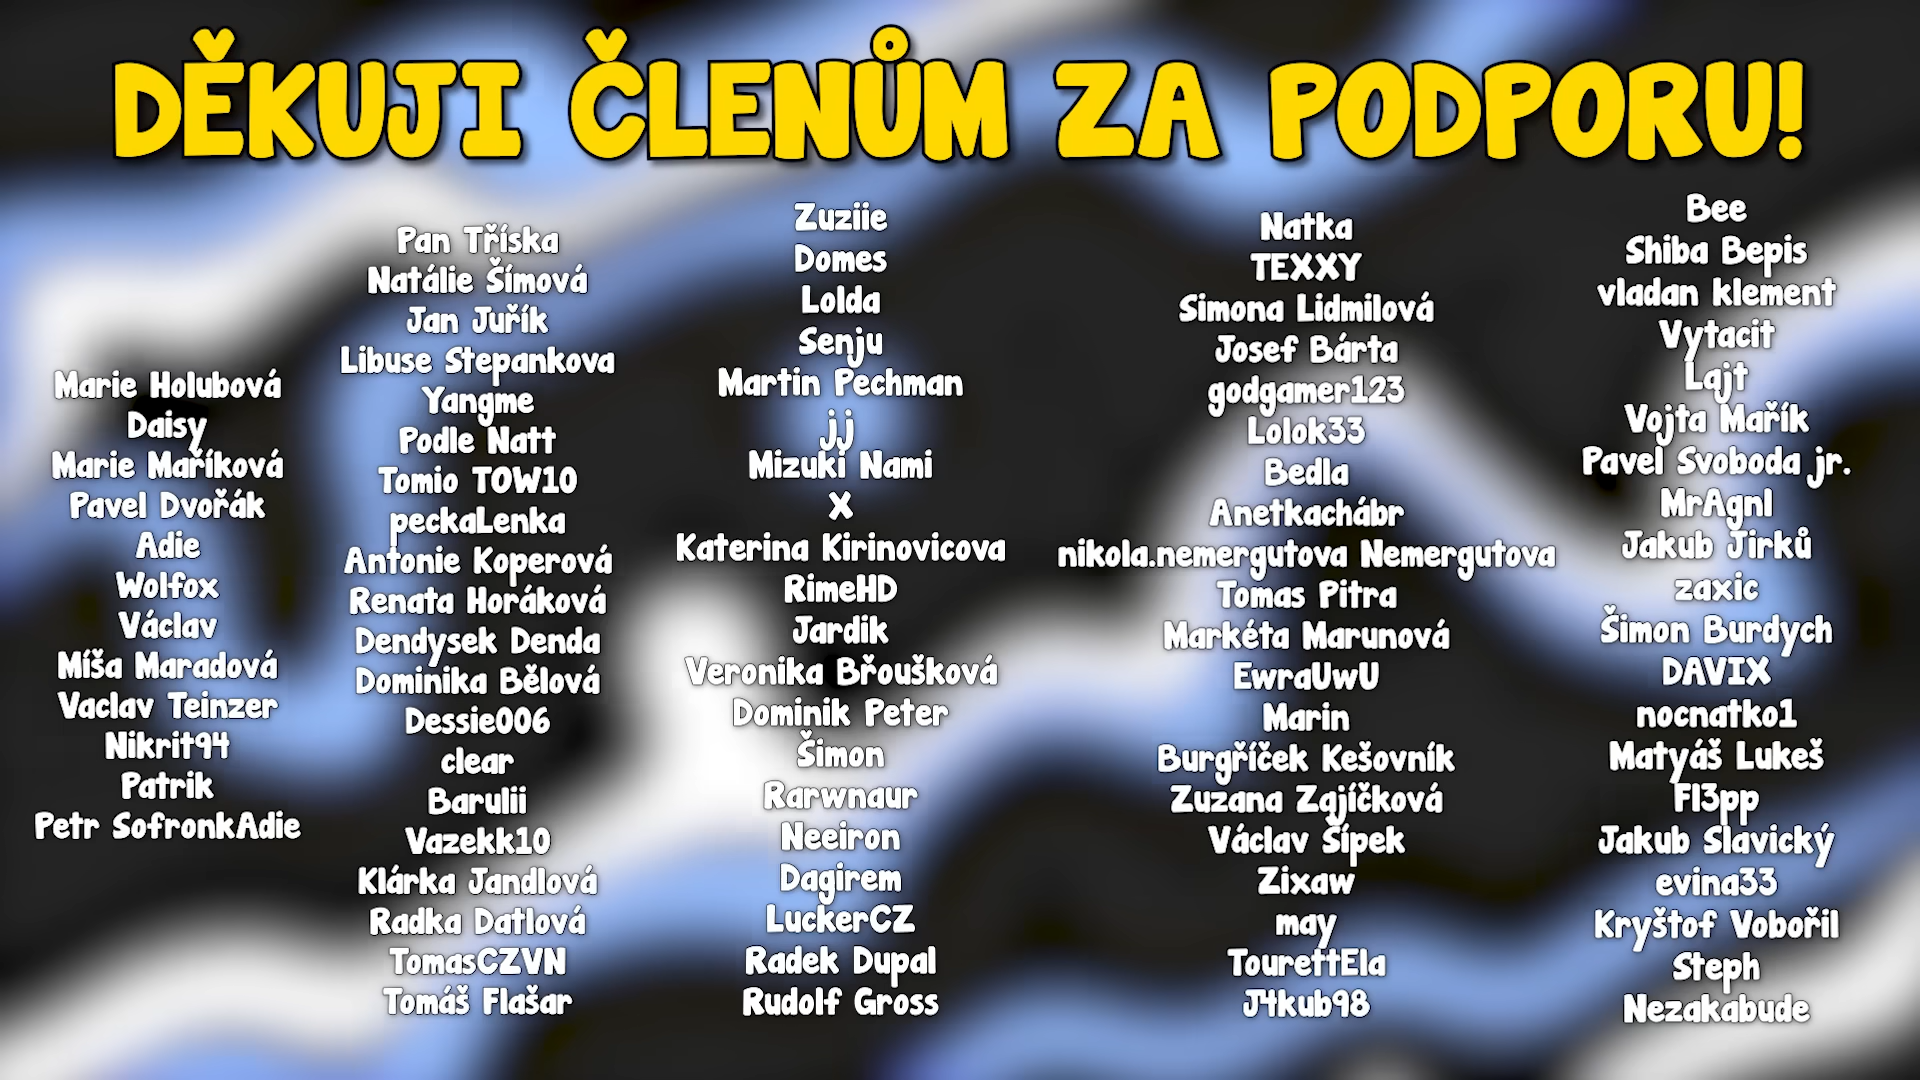 DĚKUJI ČLENŮM ZA PODPORU!
Marie Holubová
Daisy
Marie Maříková
Pavel Dvořák
Adie
Wolfox
Václav
Míša Maradová
Vaclav Teinzer
Nikrit94
Patrik
Petr SofronkAdie
Pan Tříska
Natálie Šímová
Jan Juřík
Libuse Stepankova
Yangme
Podle Natt
Tomio TOW10
peckaLenka
Antonie Koperová
Renata Horáková
Dendysek Denda
Dominika Bělová
Dessie006
clear
Barulii
Vazekk10
Klárka Jandlová
Radka Datlová
TomasCZVN
Tomáš Flašar
Zuziie
Domes
Lolda
Senju
Martin Pechman
jj
Mizuki Nami
X
Katerina Kirinovicova
RimeHD
Jardik
Veronika Břoušková
Dominik Peter
Šimon
Rarwnaur
Neeiron
Dagirem
LuckerCZ
Radek Dupal
Rudolf Gross
Natka
TEXXY
Simona Lidmilová
Josef Bárta
godgamer123
Lolok33
Bedla
Anetkachábr
nikola.nemergutova Nemergutova
Tomas Pitra
Markéta Marunová
EwraUwU
Marin
Burgříček Kešovník
Zuzana Zajíčková
Václav Šípek
Zixaw
may
TourettEla
J4kub98
Bee
Shiba Bepis
vladan klement
Vytacit
Lajt
Vojta Mařík
Pavel Svoboda jr.
MrAgnl
Jakub Jirků
zaxic
Šimon Burdych
DAVIX
nocnatko1
Matyáš Lukeš
Fl3pp
Jakub Slavický
evina33
Kryštof Vobořil
Steph
Nezakabude